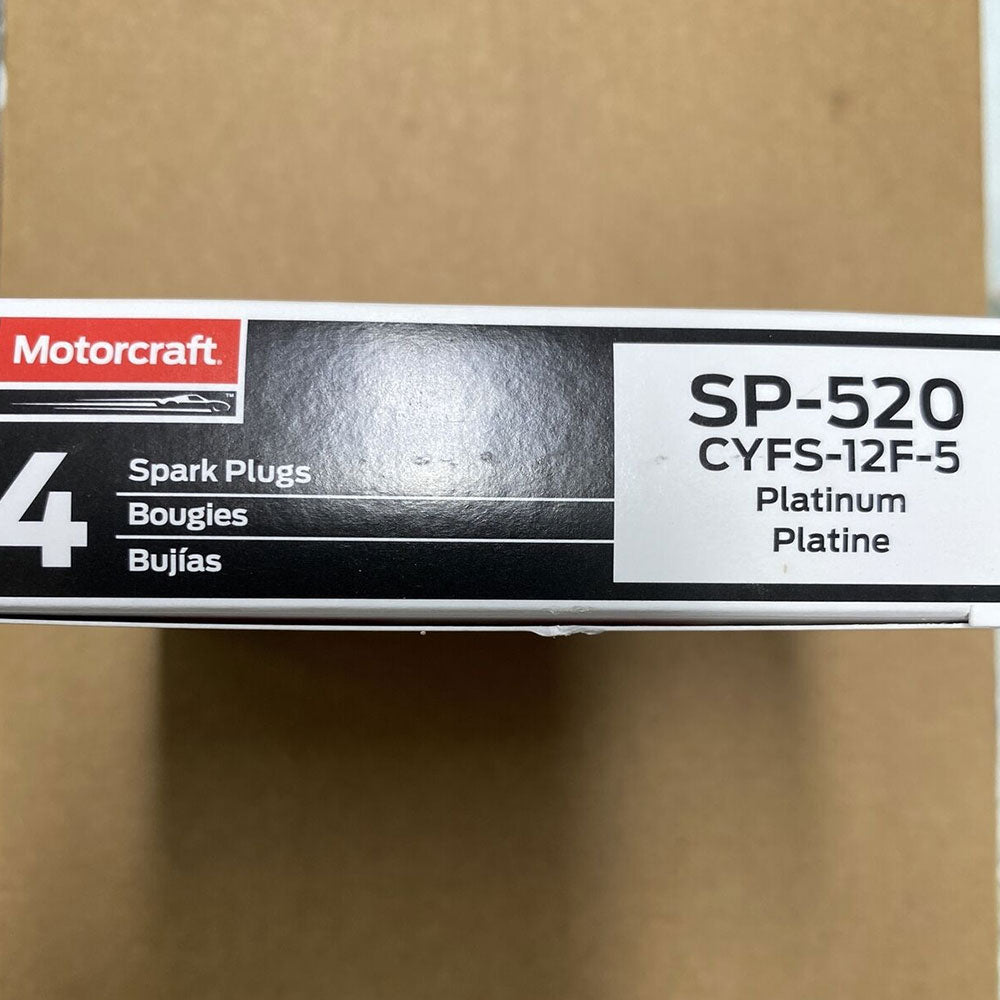 Motorcraft
4
Spark Plugs
Bougies
Bujías
SP-520
CYFS-12F-5
Platinum
Platine